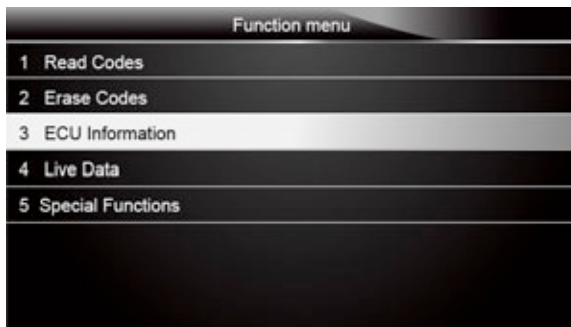 Function menu
1 Read Codes
2 Erase Codes
3 ECU Information
4 Live Data
5 Special Functions